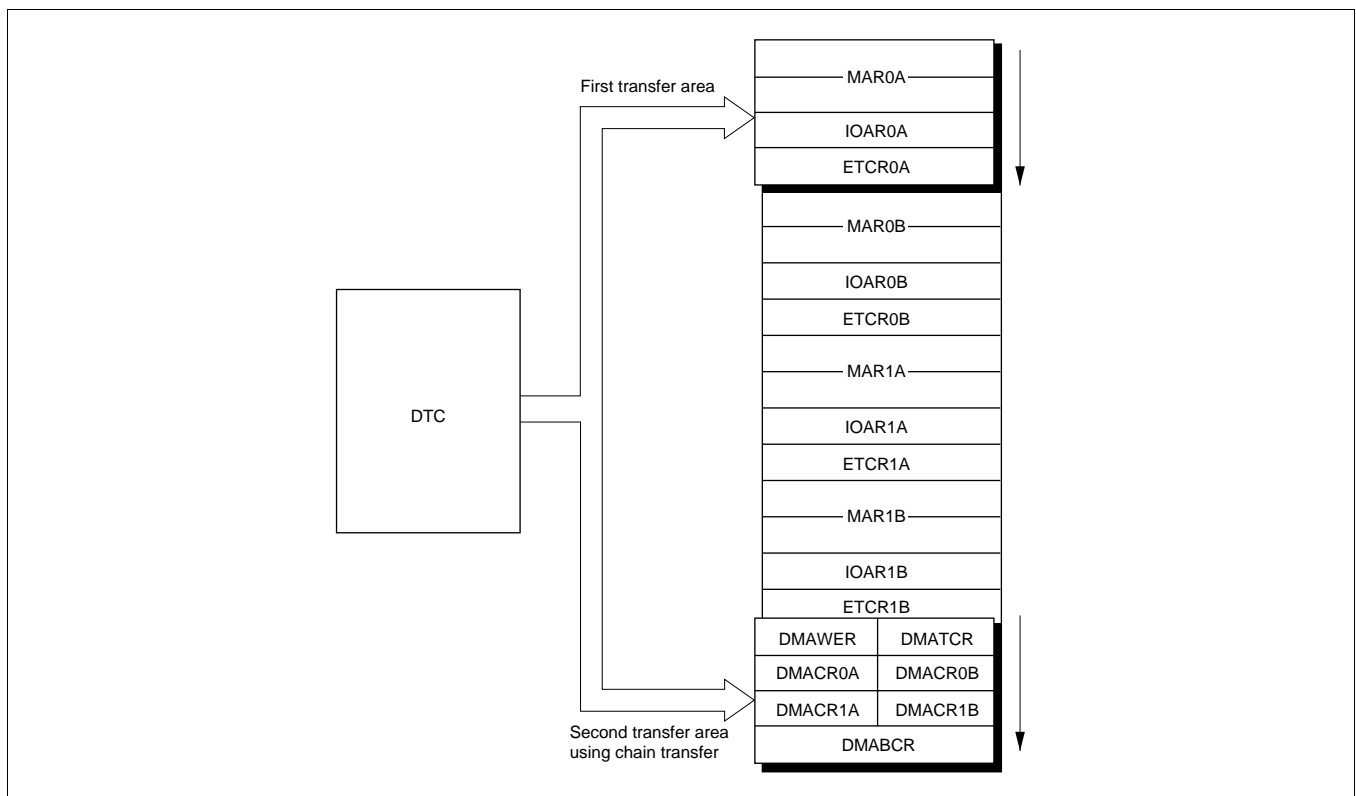 First transfer area
MAR0A
IOAR0A
ETCR0A
MAR0B
IOAR0B
ETCR0B
MAR1A
DTC
IOAR1A
ETCR1A
MAR1B
IOAR1B
ETCR1B
DMAWER DMATCR
DMACR0A DMACR0B
DMACR1A DMACR1B
Second transfer area
using chain transfer
DMABCR